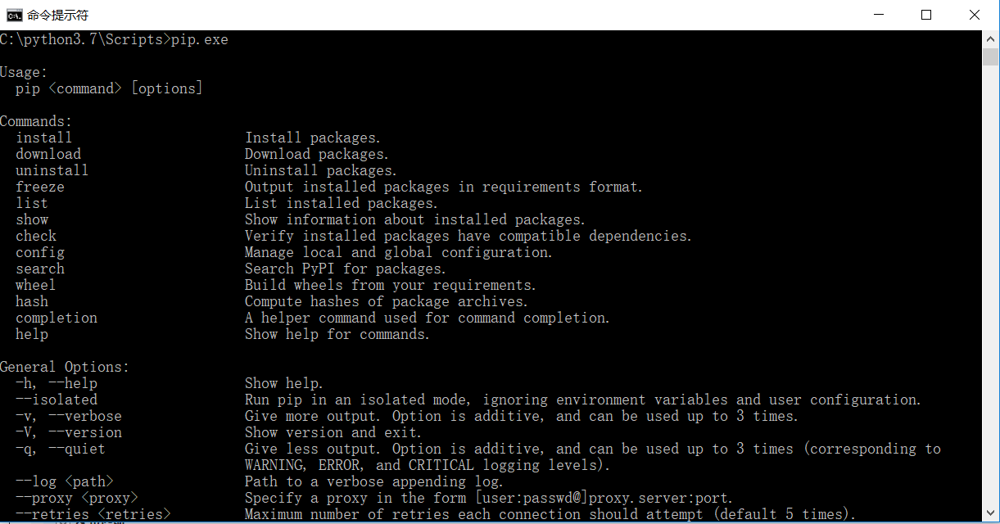 命令提示符
C:\python3.7\Scripts>pip.exe
Usage:
pip <command> [options]
Commands:
install Install packages.
download Download packages.
uninstall Uninstall packages.
freeze Output installed packages in requirements format.
list List installed packages.
show Show information about installed packages.
check Verify installed packages have compatible dependencies.
config Manage local and global configuration.
search Search PyPI for packages.
wheel Build wheels from your requirements.
hash Compute hashes of package archives.
completion A helper command used for command completion.
help Show help for commands.
General Options:
-h, --help Show help.
--isolated Run pip in an isolated mode, ignoring environment variables and user configuration.
-v, --verbose Give more output. Option is additive, and can be used up to 3 times.
-V, --version Show version and exit.
-q, --quiet Give less output. Option is additive, and can be used up to 3 times (corresponding to
WARNING, ERROR, and CRITICAL logging levels).
--log <path> Path to a verbose appending log.
--proxy <proxy> Specify a proxy in the form [user:passwd@]proxy.server:port.
--retries <retries> Maximum number of retries each connection should attempt (default 5 times).